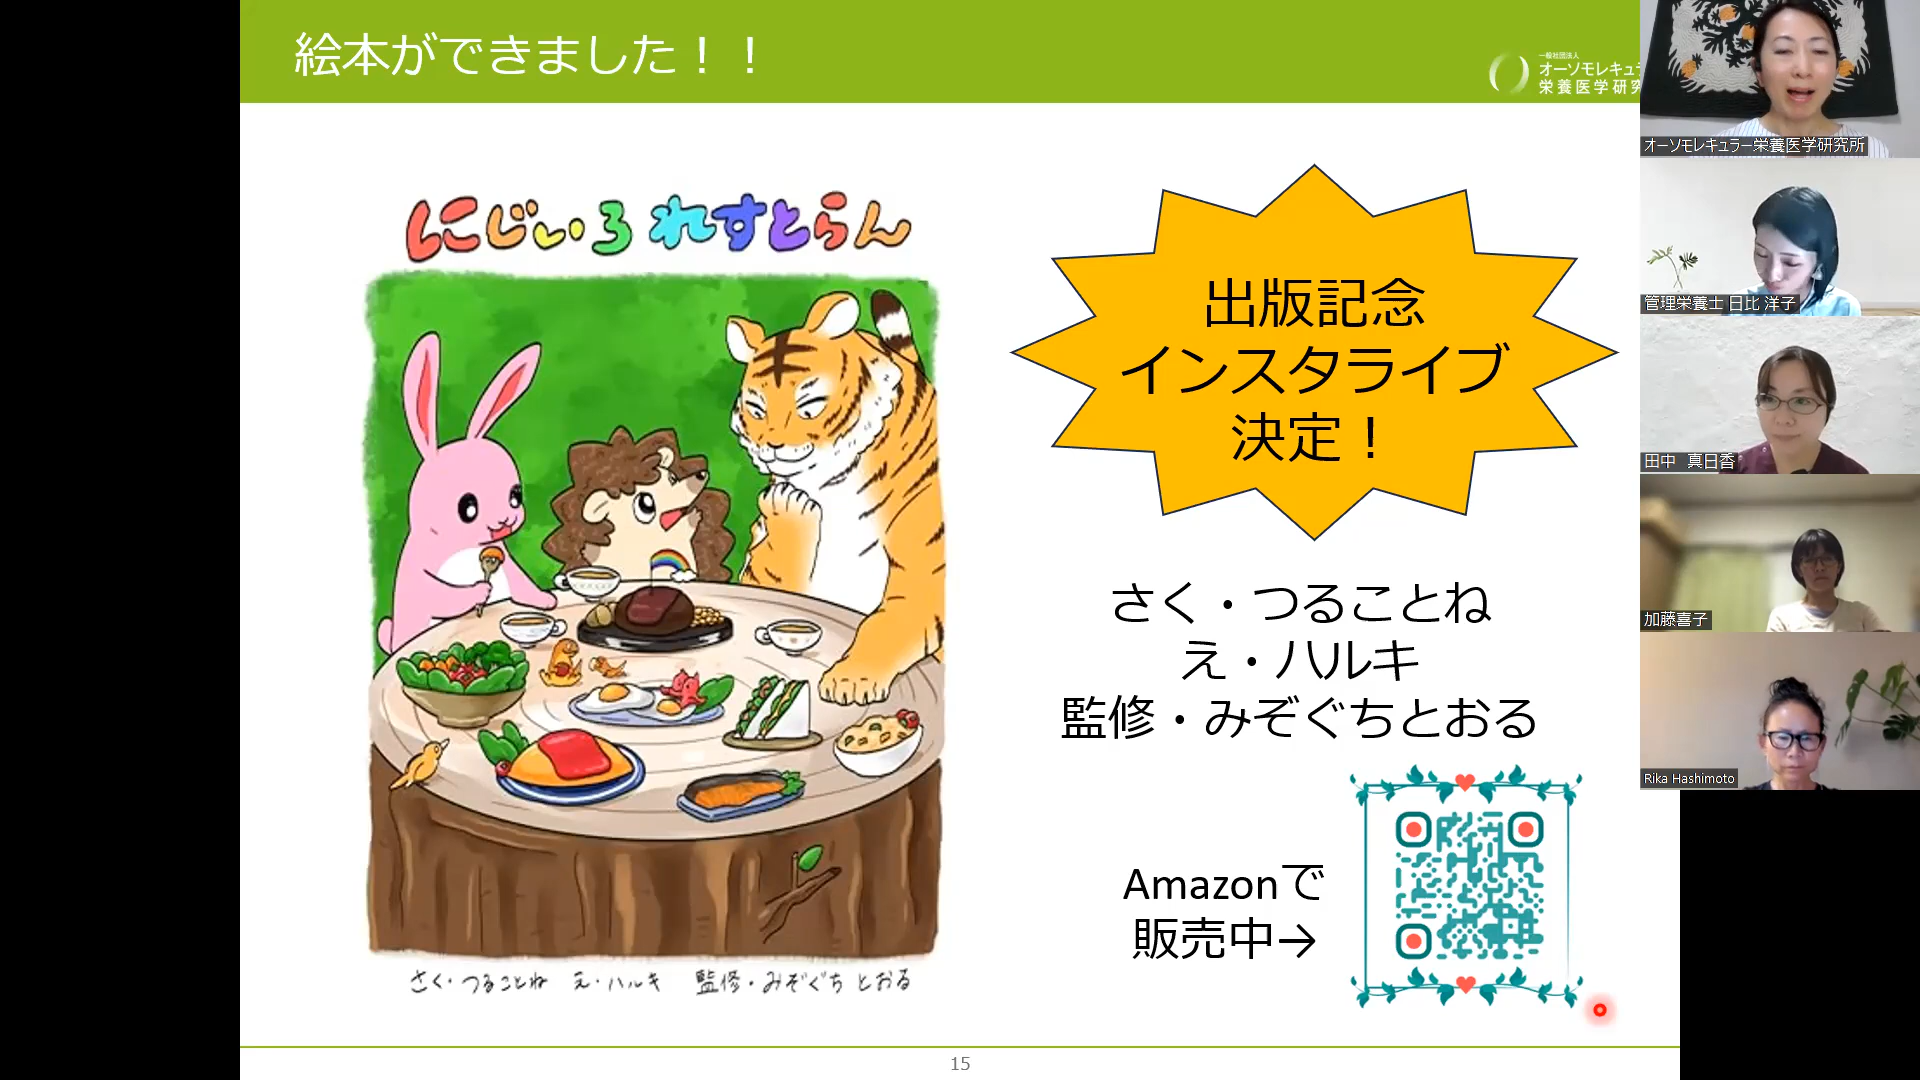 絵本ができました！！
一般社団法人
オーソモレキュラ
栄養医学研究
にじいろ れすとらん
出版記念
インスタライブ
決定！
さく・つることね
え・ハルキ
監修・みぞぐちとおる
Amazonで
販売中→
さく・つることね え・ハルキ 監修・みぞぐち とおる
15
オーソモレキュラー栄養医学研究所
管理栄養士 日比 洋子
田中 真日香
加藤喜子
Rika Hashimoto